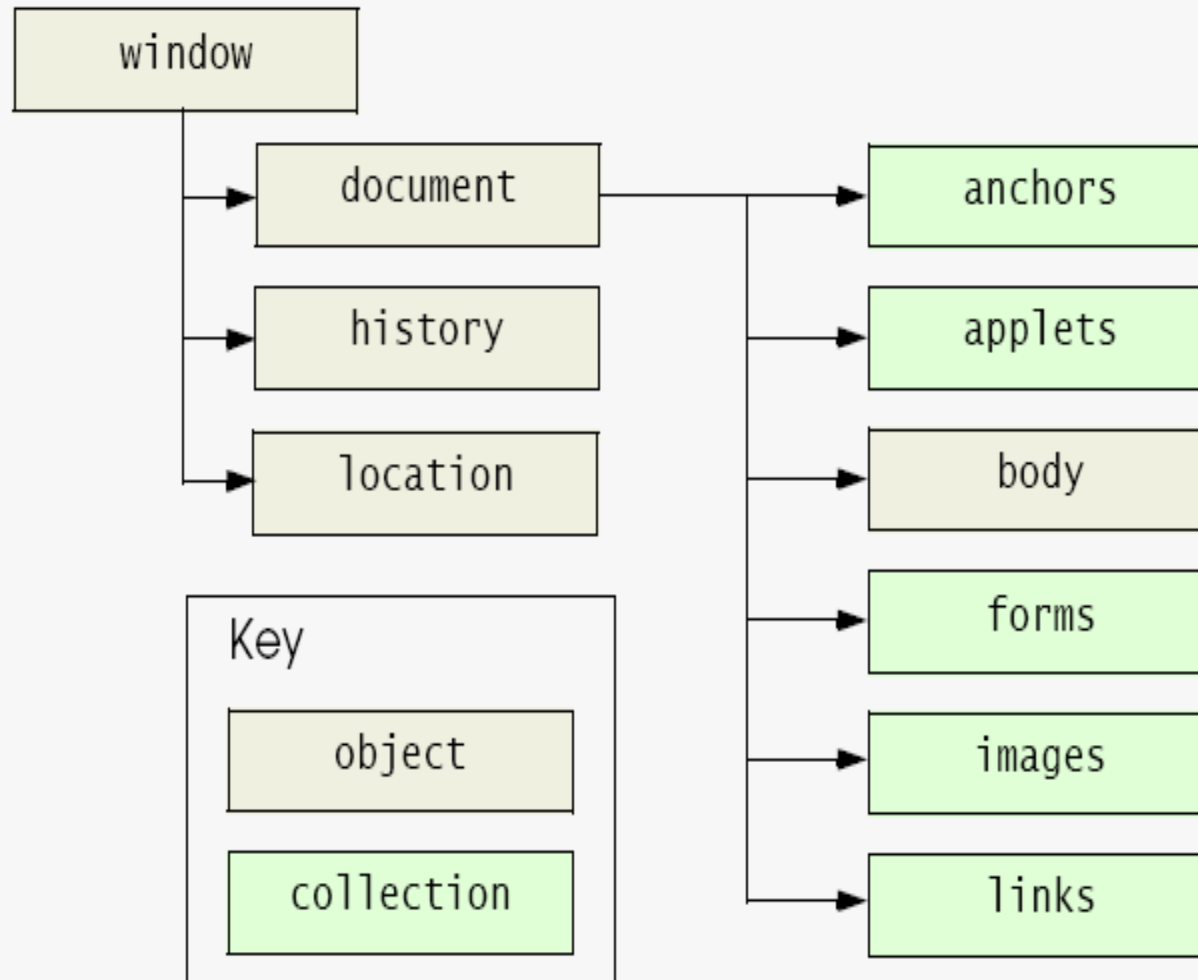 window
document
anchors
history
applets
location
body
Key
forms
object
images
collection
links